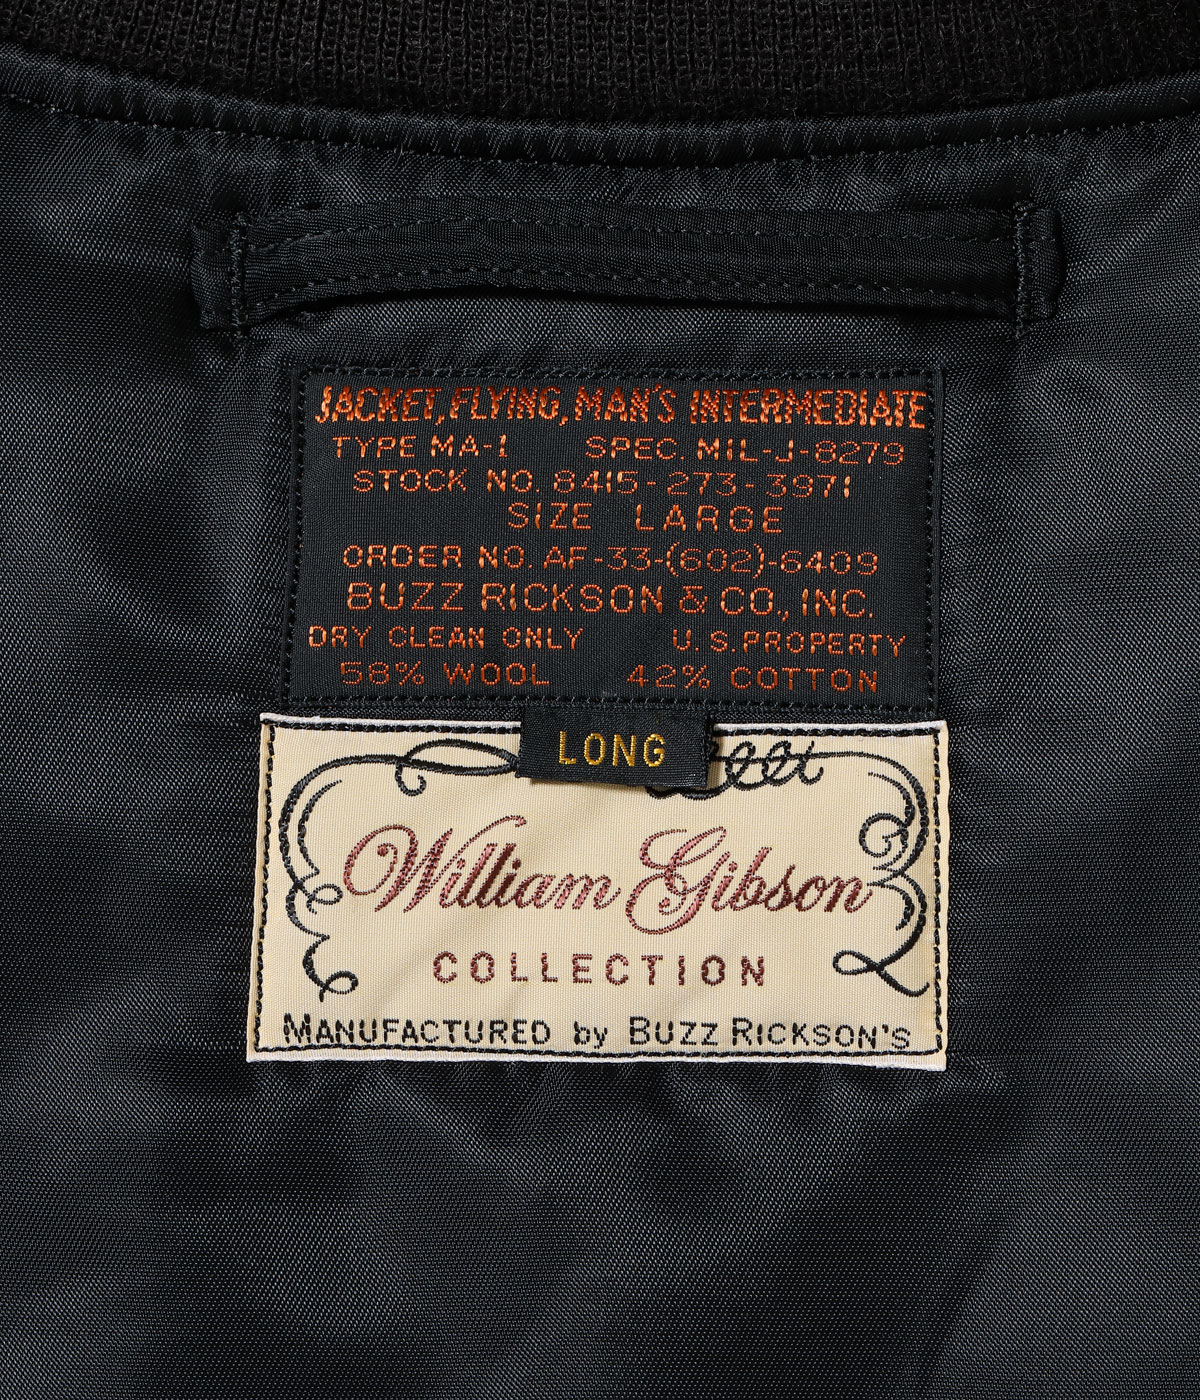 JACKET, FLYING, MAN'S INTERMEDIATE
TYPE MA-1 SPEC. MIL-J-8279
STOCK NO. 8415-273-3971
SIZE LARGE
ORDER NO. AF-33-(602)-6409
BUZZ RICKSON & CO., INC.
DRY CLEAN ONLY U.S. PROPERTY
58% WOOL 42% COTTON
LONG
William Gibson
COLLECTION
MANUFACTURED by BUZZ RICKSON'S